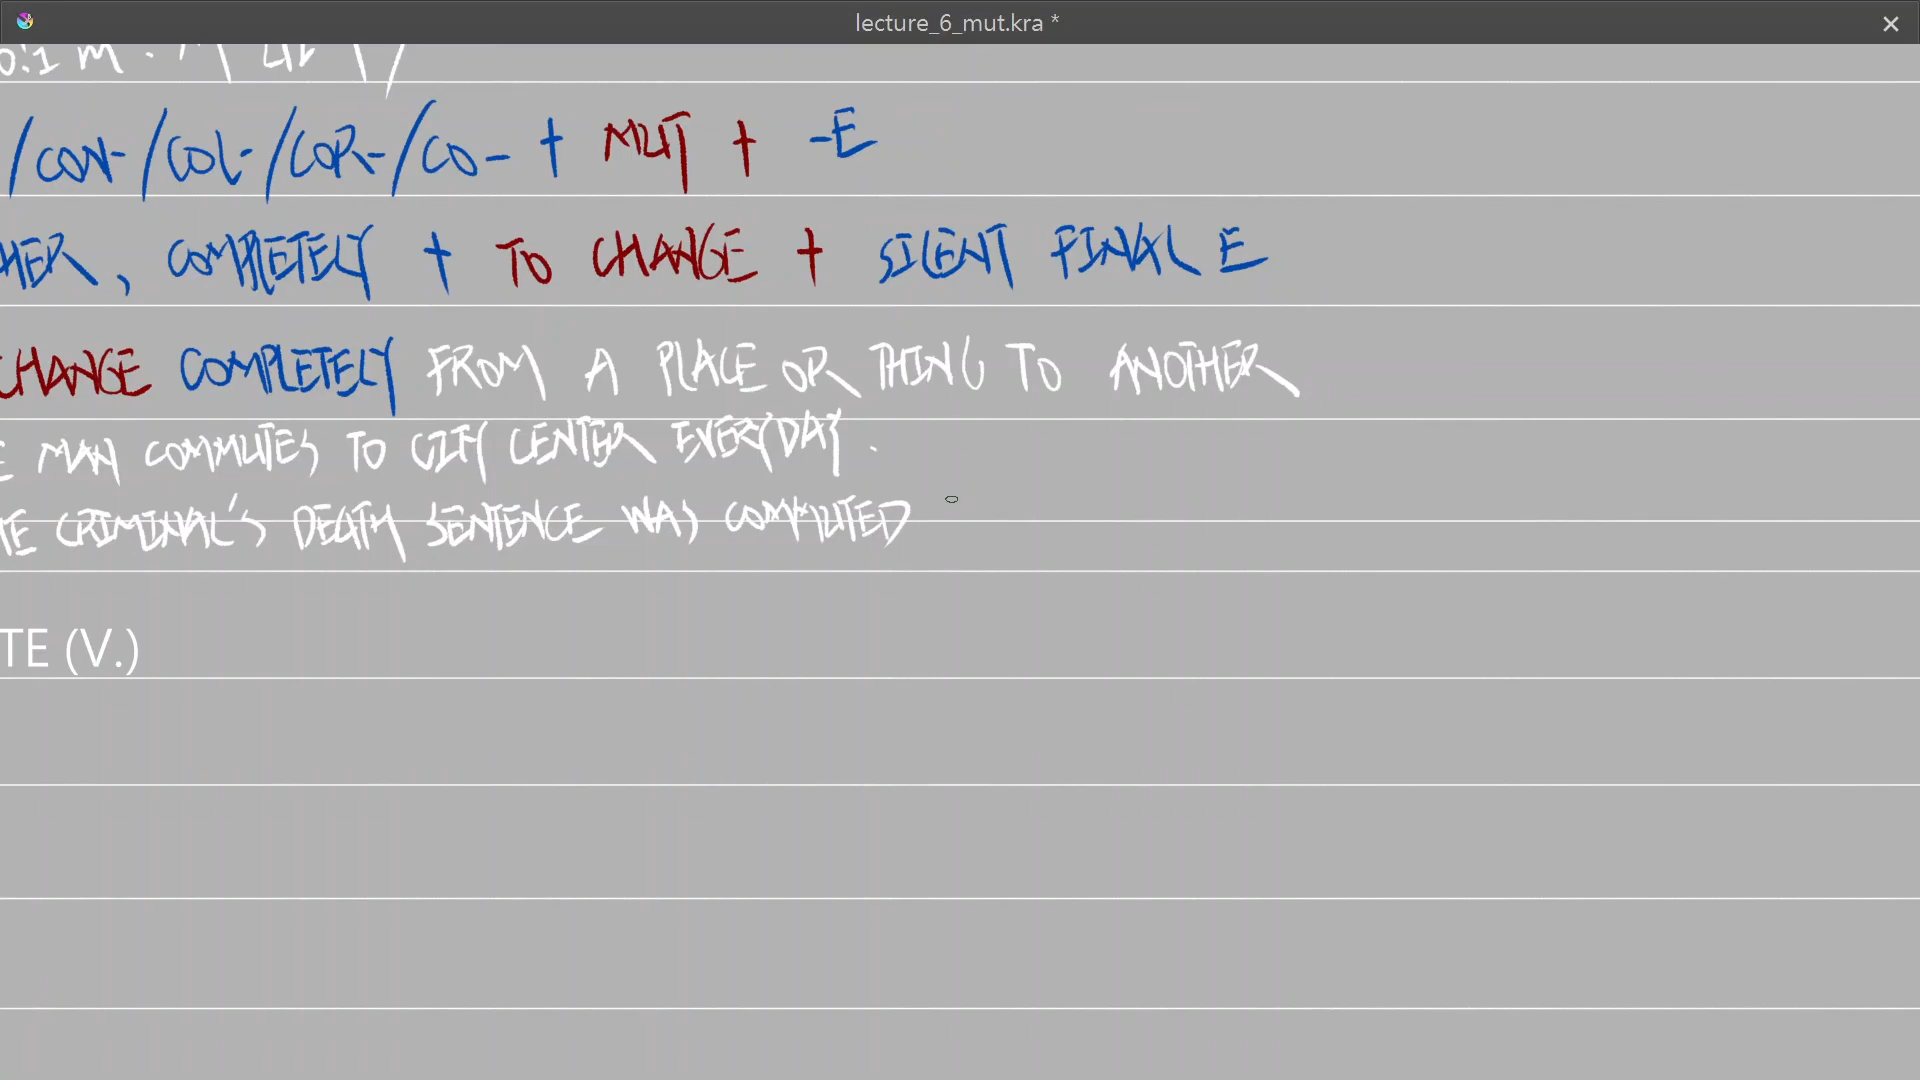 lecture_6_mut.kra *
/CON-/COL-/COR-/CO- + MUT + -E
HER, COMPLETELY + TO CHANGE + SILENT FINAL E
CHANGE COMPLETELY FROM A PLACE OR THING TO ANOTHER
E MAN COMMUTES TO CITY CENTER EVERYDAY.
E CRIMINAL'S DEATH SENTENCE WAS COMMUTED
TE (V.)